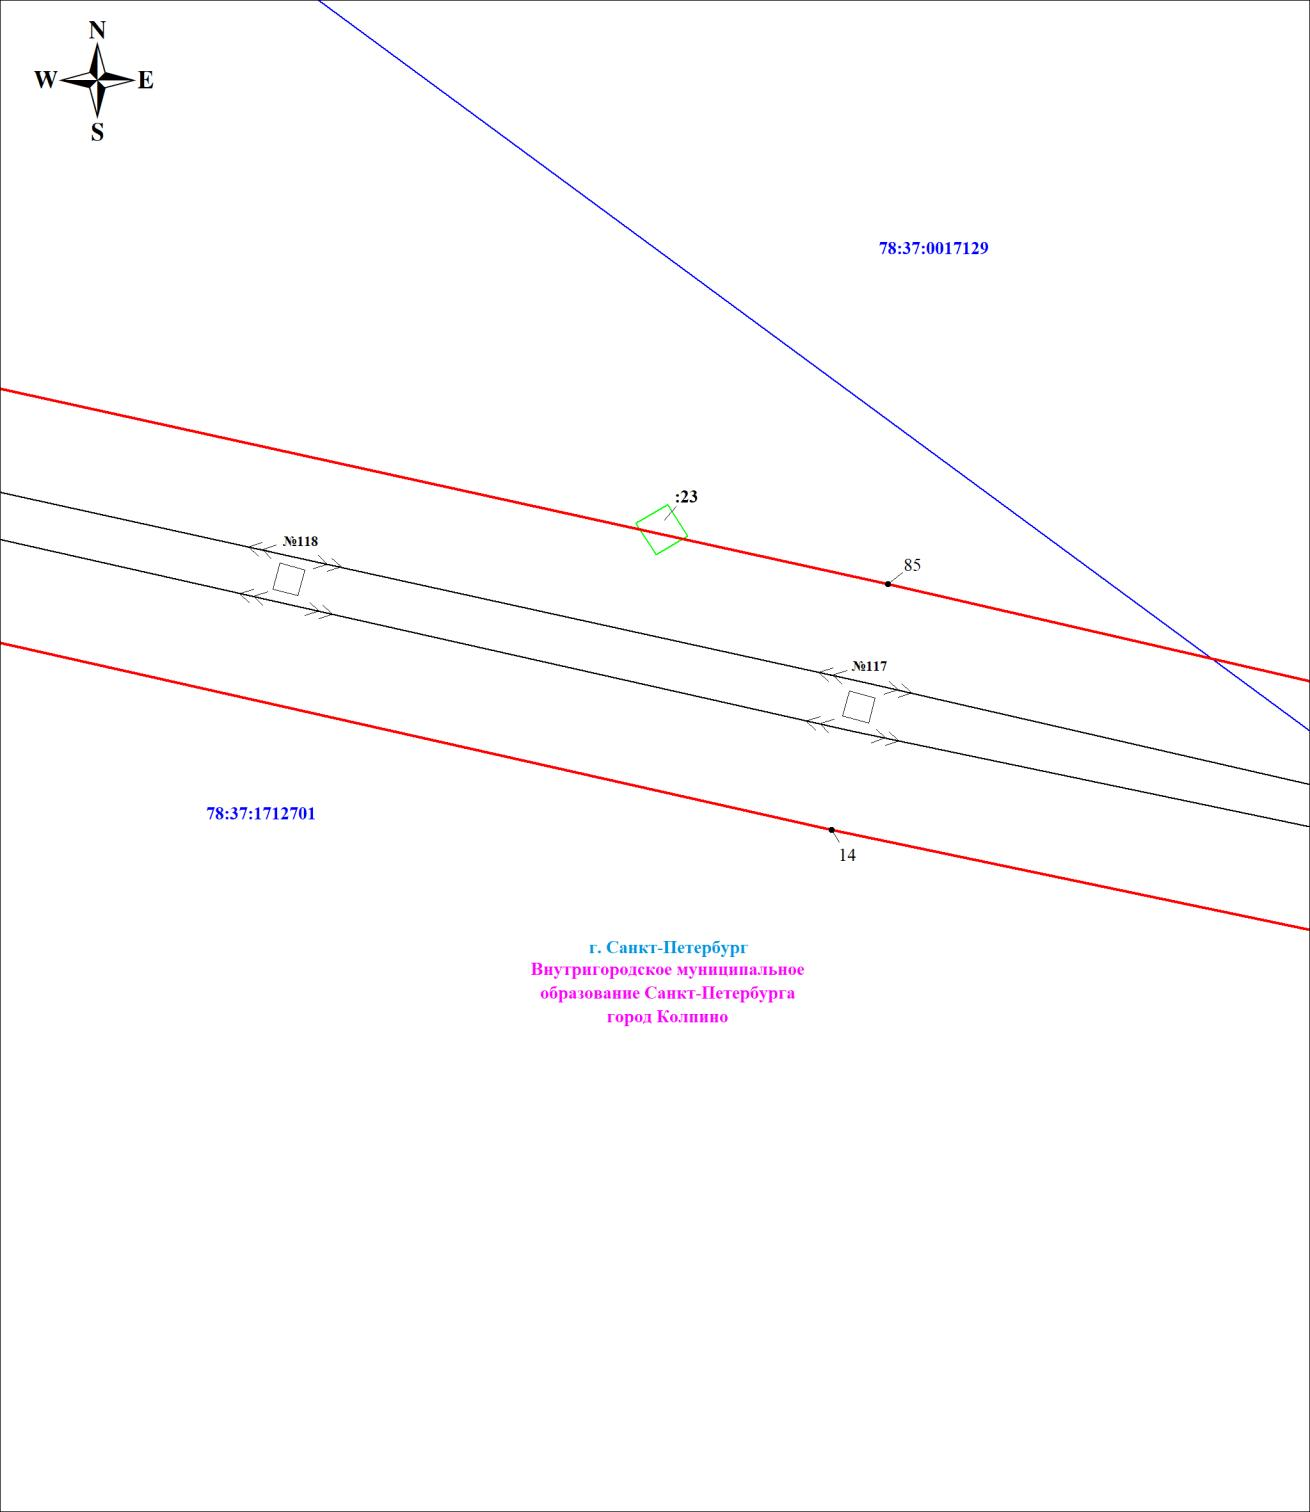 N
W E
S
78:37:0017129
:23
№118
85
№117
78:37:1712701
14
г. Санкт-Петербург
Внутригородское муниципальное
образование Санкт-Петербурга
город Колпино